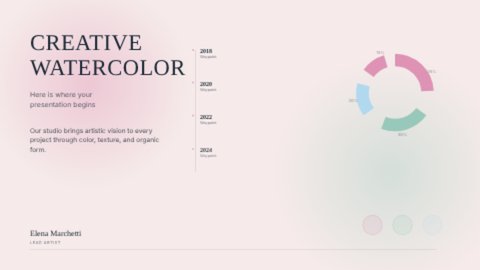 CREATIVE
WATERCOLOR
Here is where your
presentation begins
Our studio brings artistic vision to every
project through color, texture, and organic
form.
2018
2020
2022
2024
Elena Marchetti
LEAD ARTIST